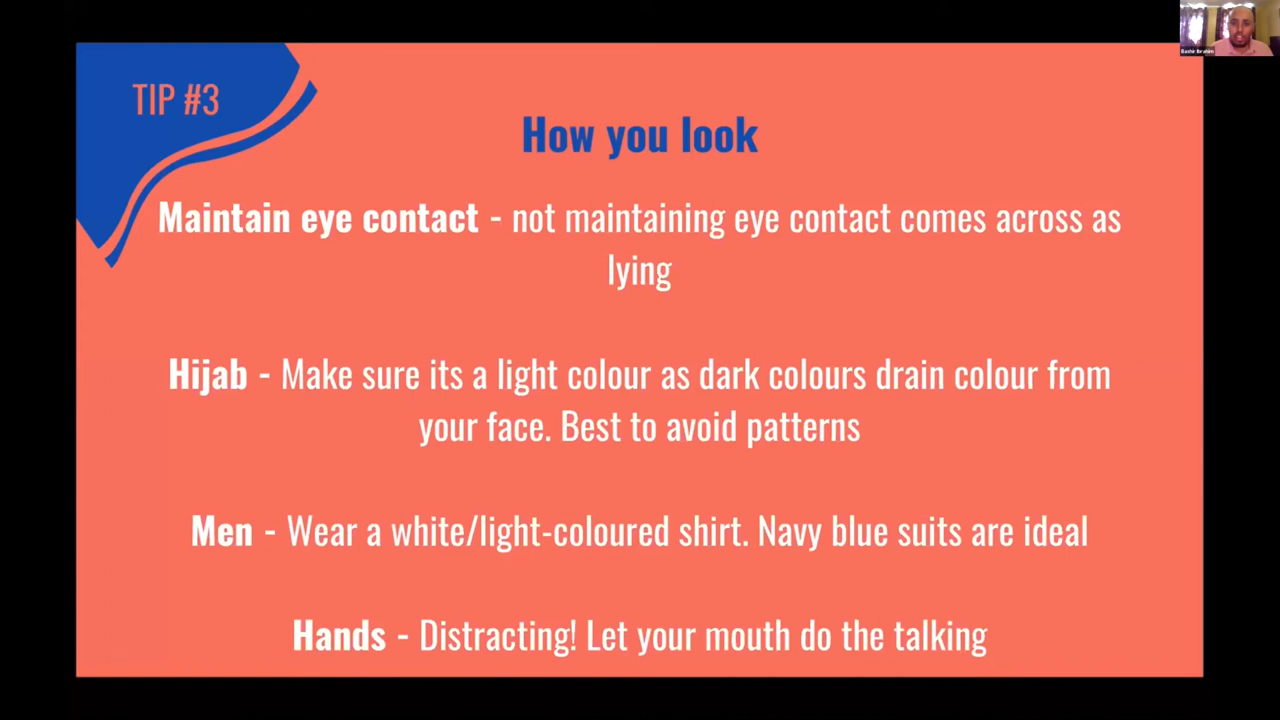 TIP #3
How you look
Maintain eye contact - not maintaining eye contact comes across as
lying
Hijab - Make sure its a light colour as dark colours drain colour from
your face. Best to avoid patterns
Men - Wear a white/light-coloured shirt. Navy blue suits are ideal
Hands - Distracting! Let your mouth do the talking
Bashir Ibrahim